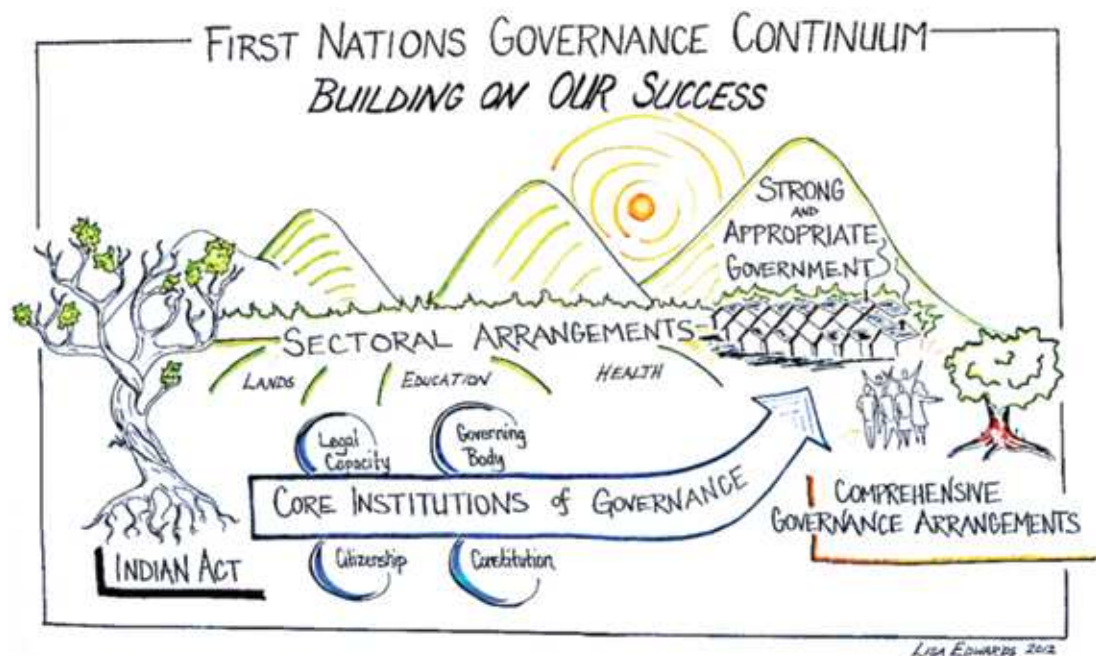 FIRST NATIONS GOVERNANCE CONTINUUM
BUILDING ON OUR SUCCESS
STRONG
AND
APPROPRIATE
GOVERNMENT
SECTORAL ARRANGEMENTS
LANDS
EDUCATION
HEALTH
Legal
Capacity
Governing
Body
CORE INSTITUTIONS of GOVERNANCE
Citizenship
Constitution
INDIAN ACT
COMPREHENSIVE
GOVERNANCE ARRANGEMENTS
LISA EDWARDS 2012